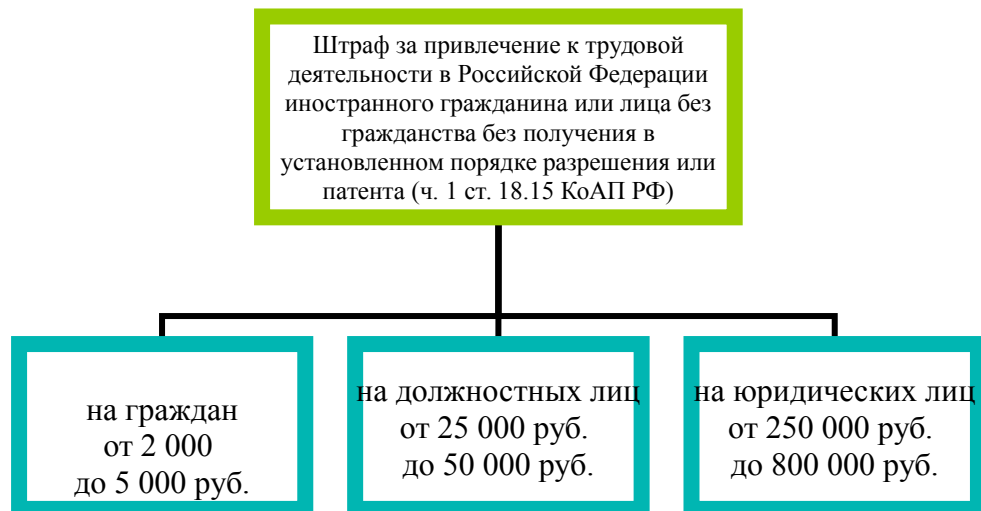 Штраф за привлечение к трудовой
деятельности в Российской Федерации
иностранного гражданина или лица без
гражданства без получения в
установленном порядке разрешения или
патента (ч. 1 ст. 18.15 КоАП РФ)
на граждан
от 2 000
до 5 000 руб.
на должностных лиц
от 25 000 руб.
до 50 000 руб.
на юридических лиц
от 250 000 руб.
до 800 000 руб.